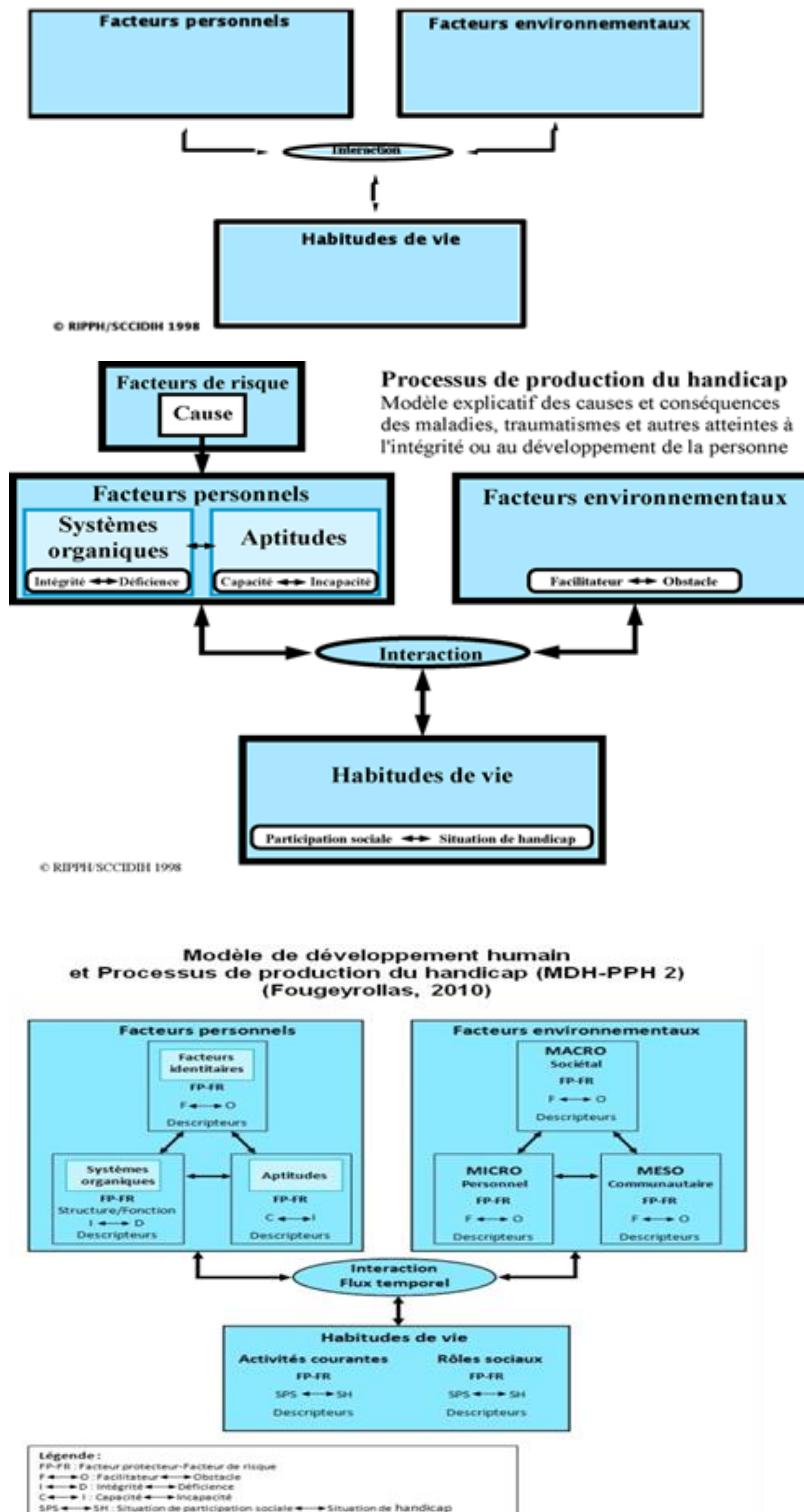 Facteurs personnels
Facteurs environnementaux
Interaction
Habitudes de vie
© RIPPH/SCCIDIH 1998
Facteurs de risque
Cause
Processus de production du handicap
Modèle explicatif des causes et conséquences
des maladies, traumatismes et autres atteintes à
l'intégrité ou au développement de la personne
Facteurs personnels
Systèmes
organiques
Aptitudes
Intégrité ◄─► Déficience
Capacité ◄─► Incapacité
Facteurs environnementaux
Facilitateur ◄─► Obstacle
Interaction
Habitudes de vie
Participation sociale ◄─► Situation de handicap
© RIPPH/SCCIDIH 1998
Modèle de développement humain
et Processus de production du handicap (MDH-PPH 2)
(Fougeyrollas, 2010)
Facteurs personnels
Facteurs
identitaires
FP-FR
F ◄─► O
Descripteurs
Systèmes
organiques
FP-FR
Structure/Fonction
I ◄─► D
Descripteurs
Aptitudes
FP-FR
C ◄─► I
Descripteurs
Facteurs environnementaux
MACRO
Sociétal
FP-FR
F ◄─► O
Descripteurs
MICRO
Personnel
FP-FR
F ◄─► O
Descripteurs
MESO
Communautaire
FP-FR
F ◄─► O
Descripteurs
Interaction
Flux temporel
Habitudes de vie
Activités courantes
FP-FR
SPS ◄─► SH
Descripteurs
Rôles sociaux
FP-FR
SPS ◄─► SH
Descripteurs
Légende :
FP-FR : Facteur protecteur-Facteur de risque
F ◄─► O : Facilitateur ◄─► Obstacle
I ◄─► D : Intégrité ◄─► Déficience
C ◄─► I : Capacité ◄─► Incapacité
SPS ◄─► SH : Situation de participation sociale ◄─► Situation de handicap